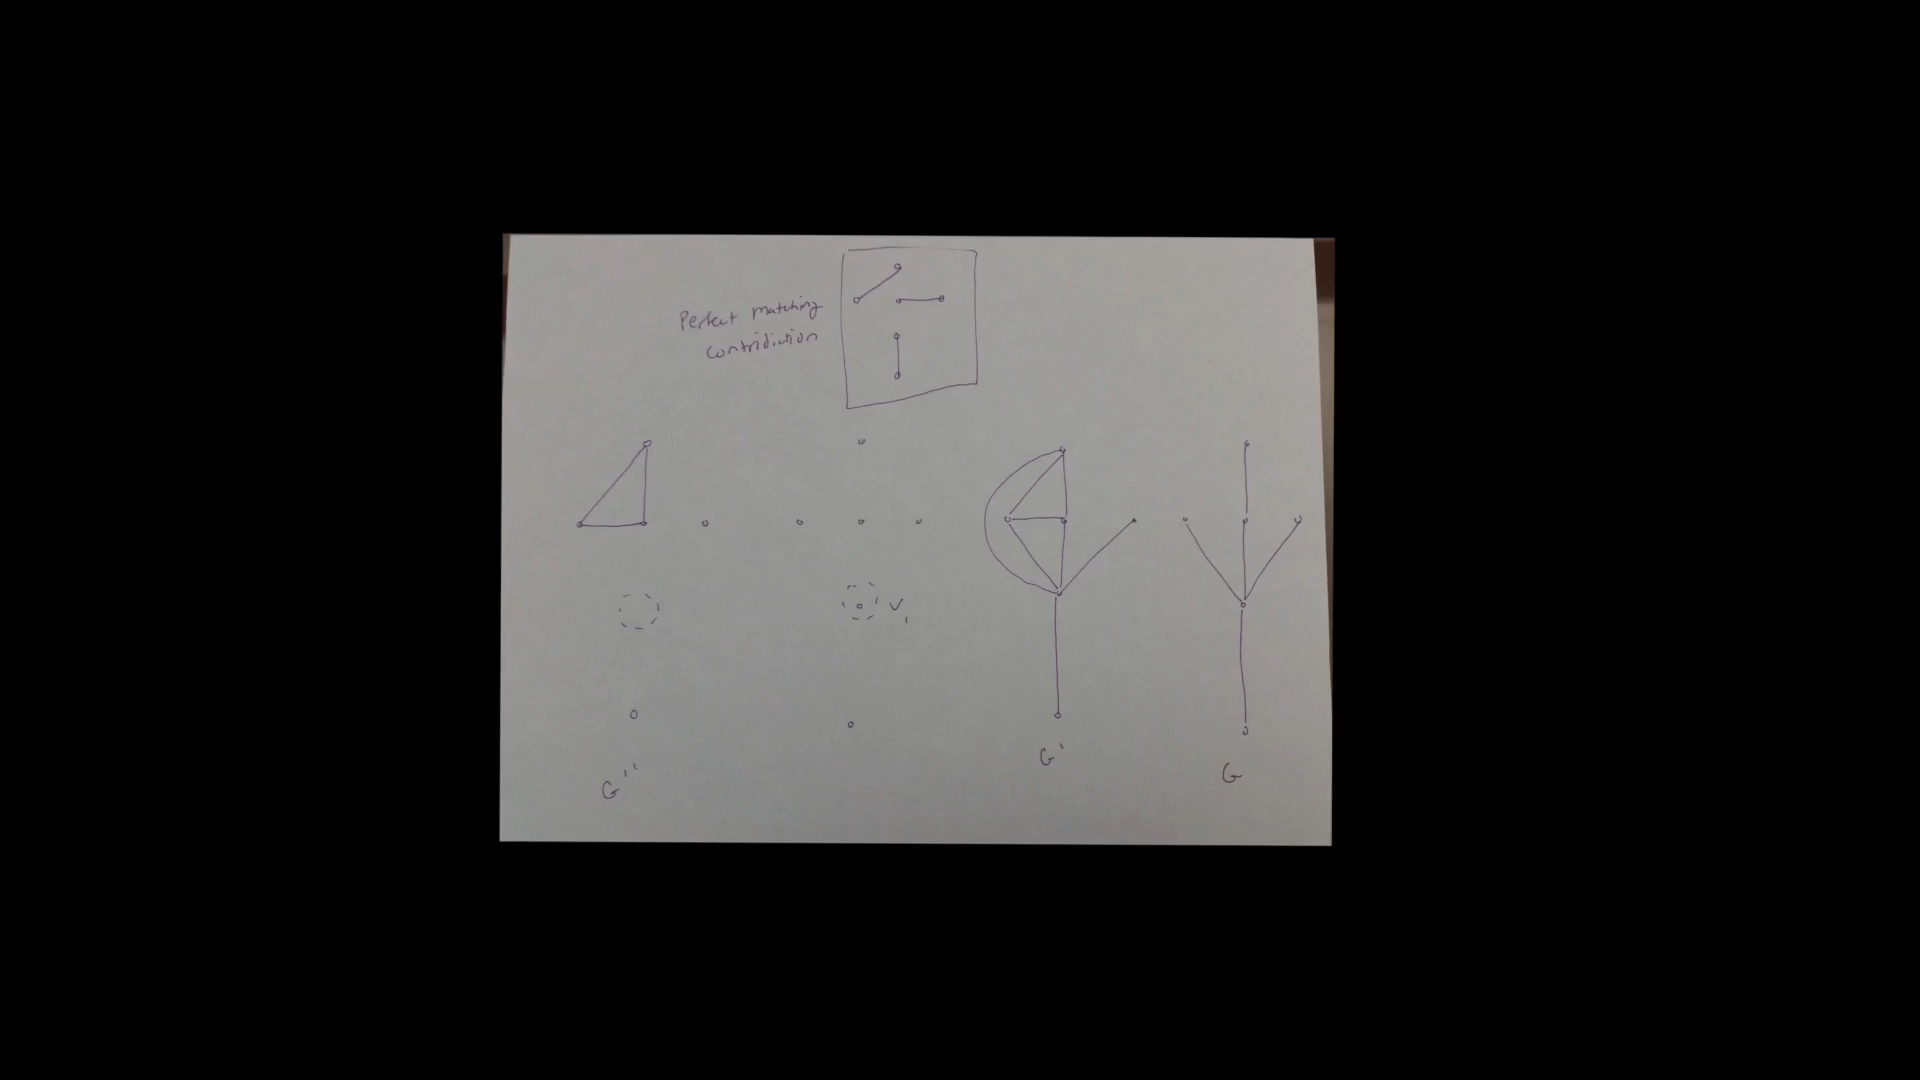 Perfect matching
contridiction
V₁
G''
G'
G